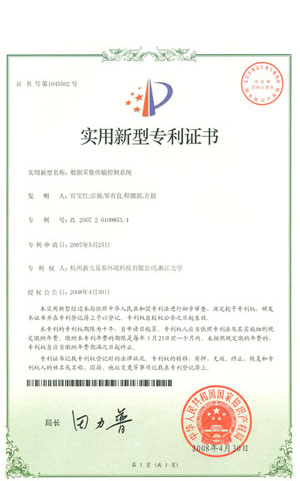 证书号第1045502号
实用新型专利证书
实用新型名称：数据采集传输控制系统
发 明 人：官宝红;宗强;邹有良;程微微;方超
专 利 号：ZL 2007 2 0109855.4
专利申请日：2007年5月25日
专 利 权 人：杭州浙大易泰环境科技有限公司;浙江大学
授权公告日：2008年4月30日
本实用新型经过本局依照中华人民共和国专利法进行初步审查，决定授予专利权，颁
发本证书并在专利登记簿上予以登记。专利权自授权公告之日起生效。
本专利的专利权期限为十年，自申请日起算。专利权人应当依照专利法及其实施细则规
定缴纳年费。缴纳本专利年费的期限是每年5月25日前一个月内。未按照规定缴纳年费的，
专利权自应当缴纳年费期满之日起终止。
专利证书记载专利权登记时的法律状况。专利权的转移、质押、无效、终止、恢复和专利
权人的姓名或名称、国籍、地址变更等事项记载在专利登记簿上。
局长 田力普
中华人民共和国国家知识产权局
2008年4月30日
第 1 页 (共 1 页)